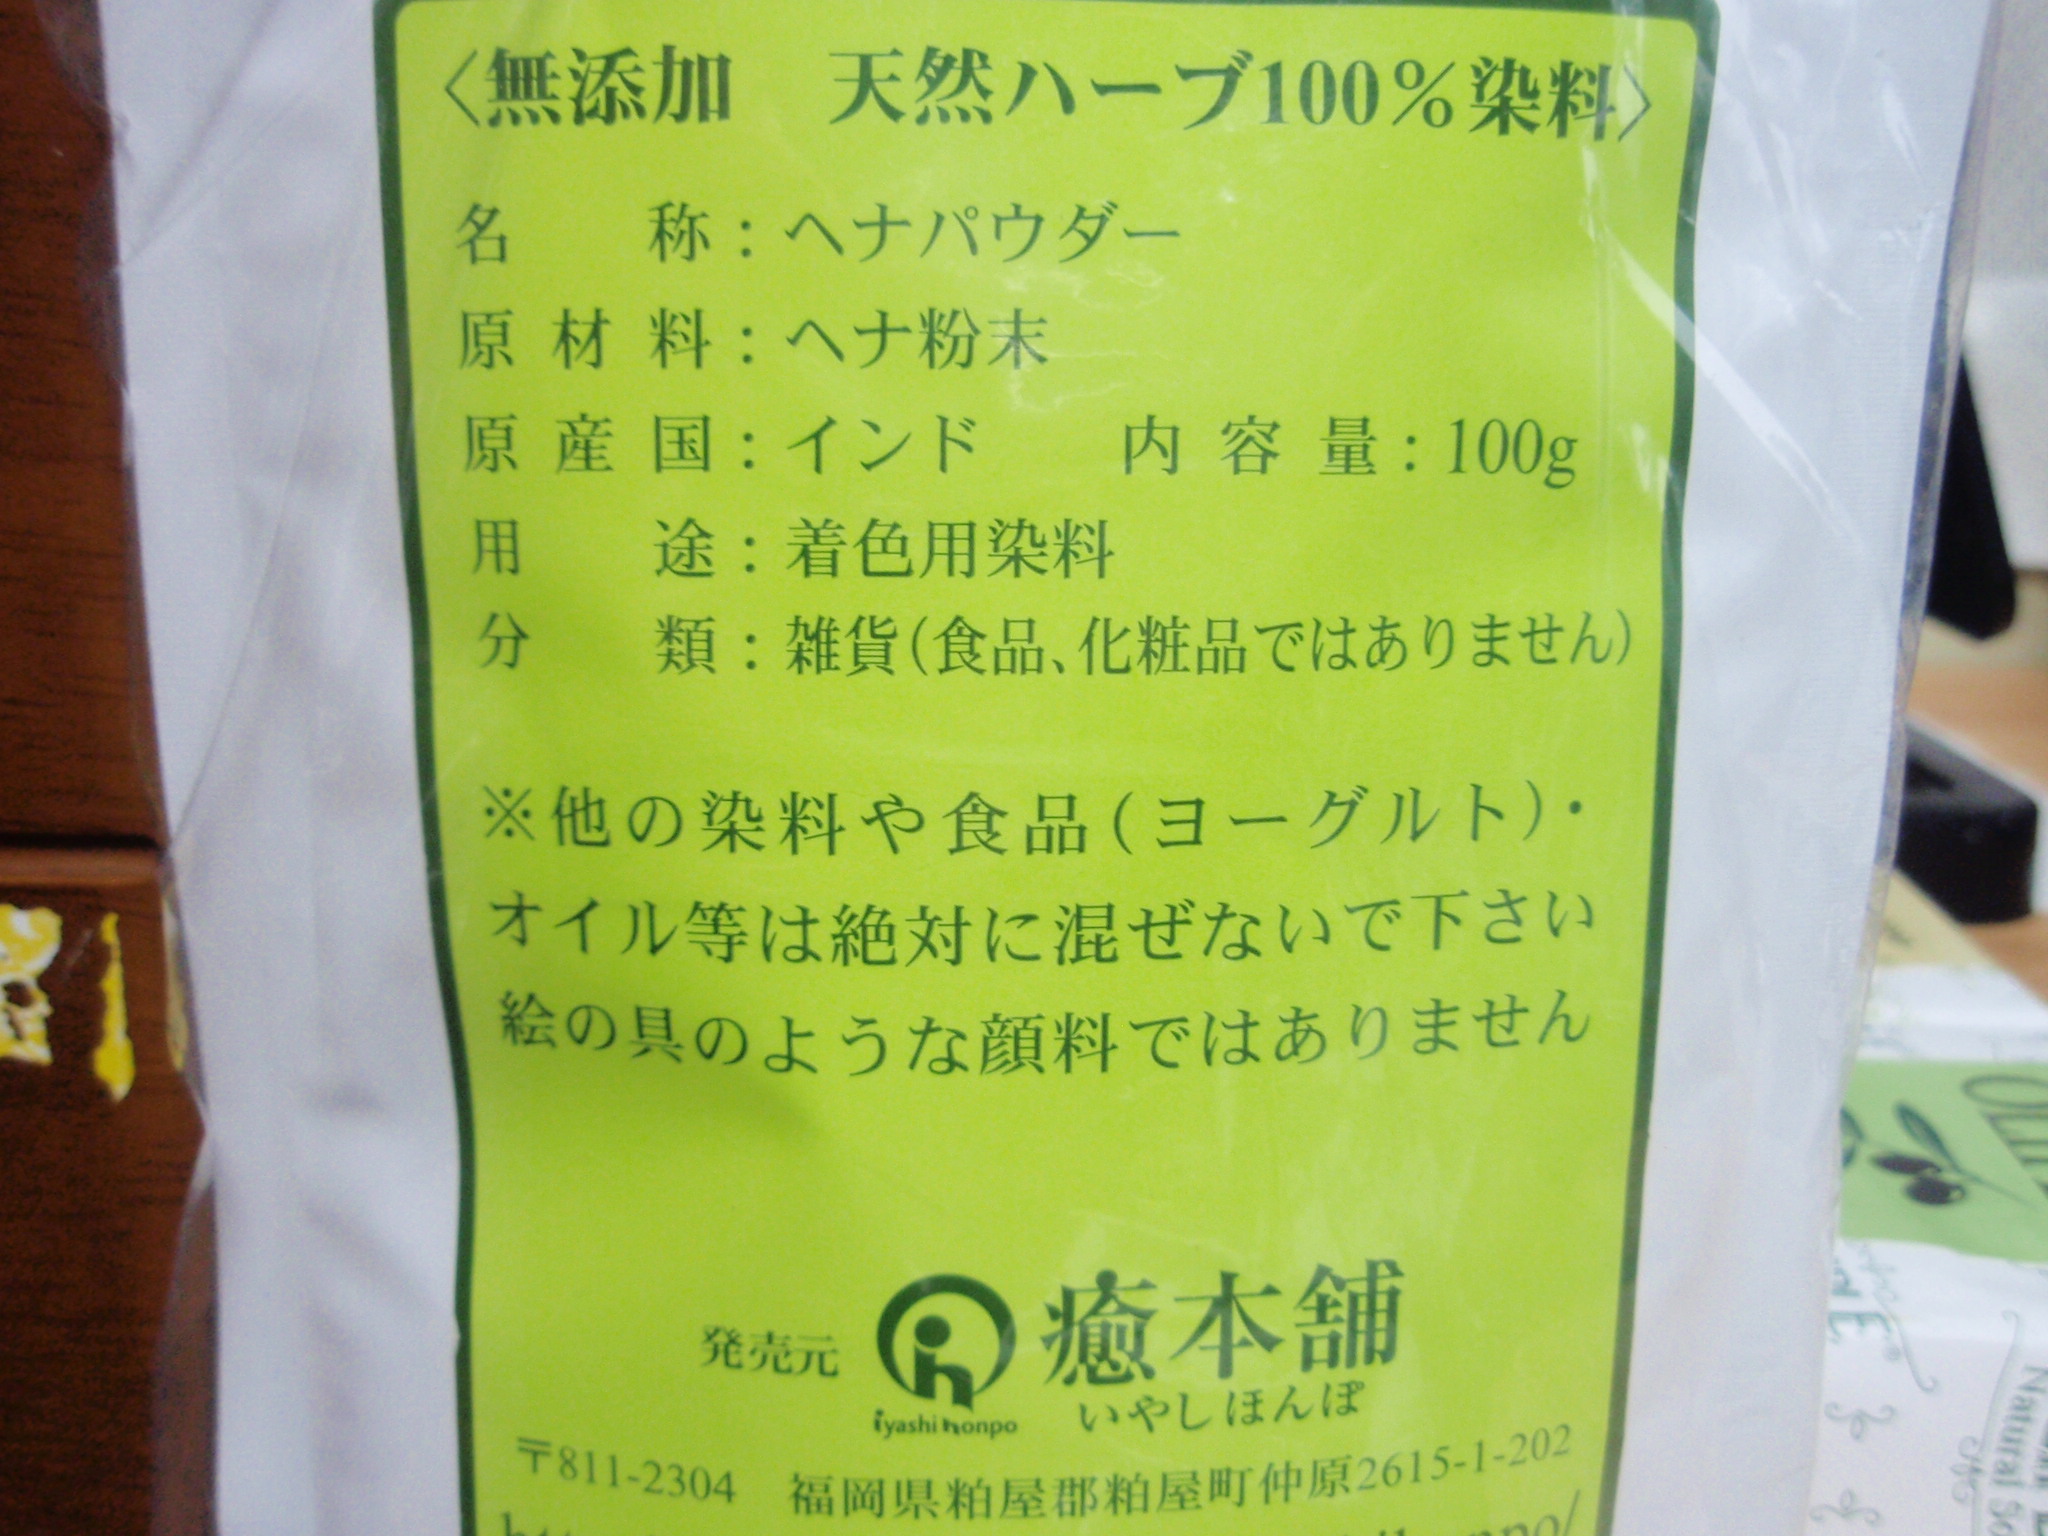 〈無添加　天然ハーブ100％染料〉
名　　称：ヘナパウダー
原 材 料：ヘナ粉末
原 産 国：インド　内 容 量：100g
用　　途：着色用染料
分　　類：雑貨(食品、化粧品ではありません)
※他の染料や食品(ヨーグルト)・
オイル等は絶対に混ぜないで下さい
絵の具のような顔料ではありません
発売元 iyashi honpo 癒本舗
いやしほんぽ
〒811-2304 福岡県粕屋郡粕屋町仲原2615-1-202
Natural